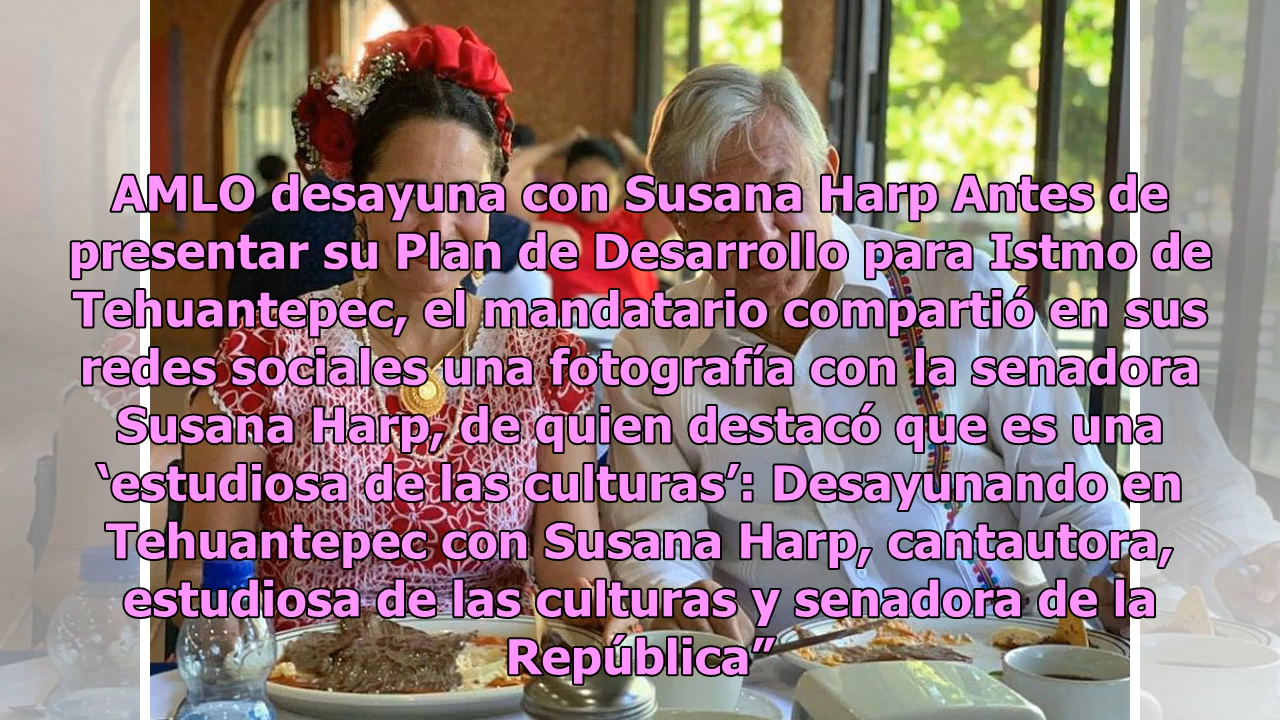 AMLO desayuna con Susana Harp Antes de
presentar su Plan de Desarrollo para Istmo de
Tehuantepec, el mandatario compartió en sus
redes sociales una fotografía con la senadora
Susana Harp, de quien destacó que es una
‘estudiosa de las culturas’: Desayunando en
Tehuantepec con Susana Harp, cantautora,
estudiosa de las culturas y senadora de la
República”